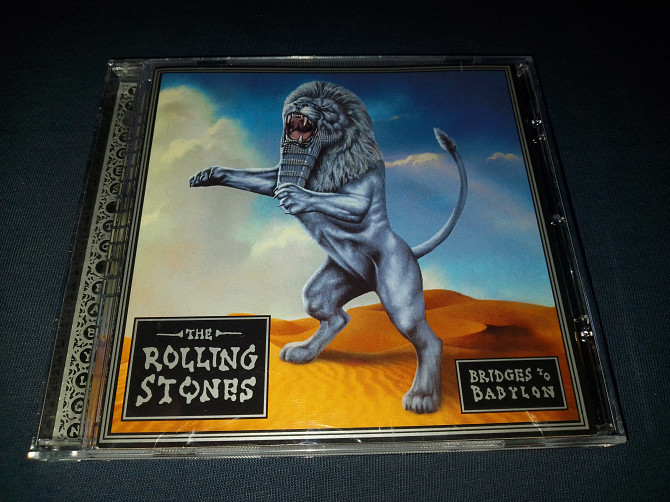 THE
ROLLING
STONES
BRIDGES TO
BABYLON